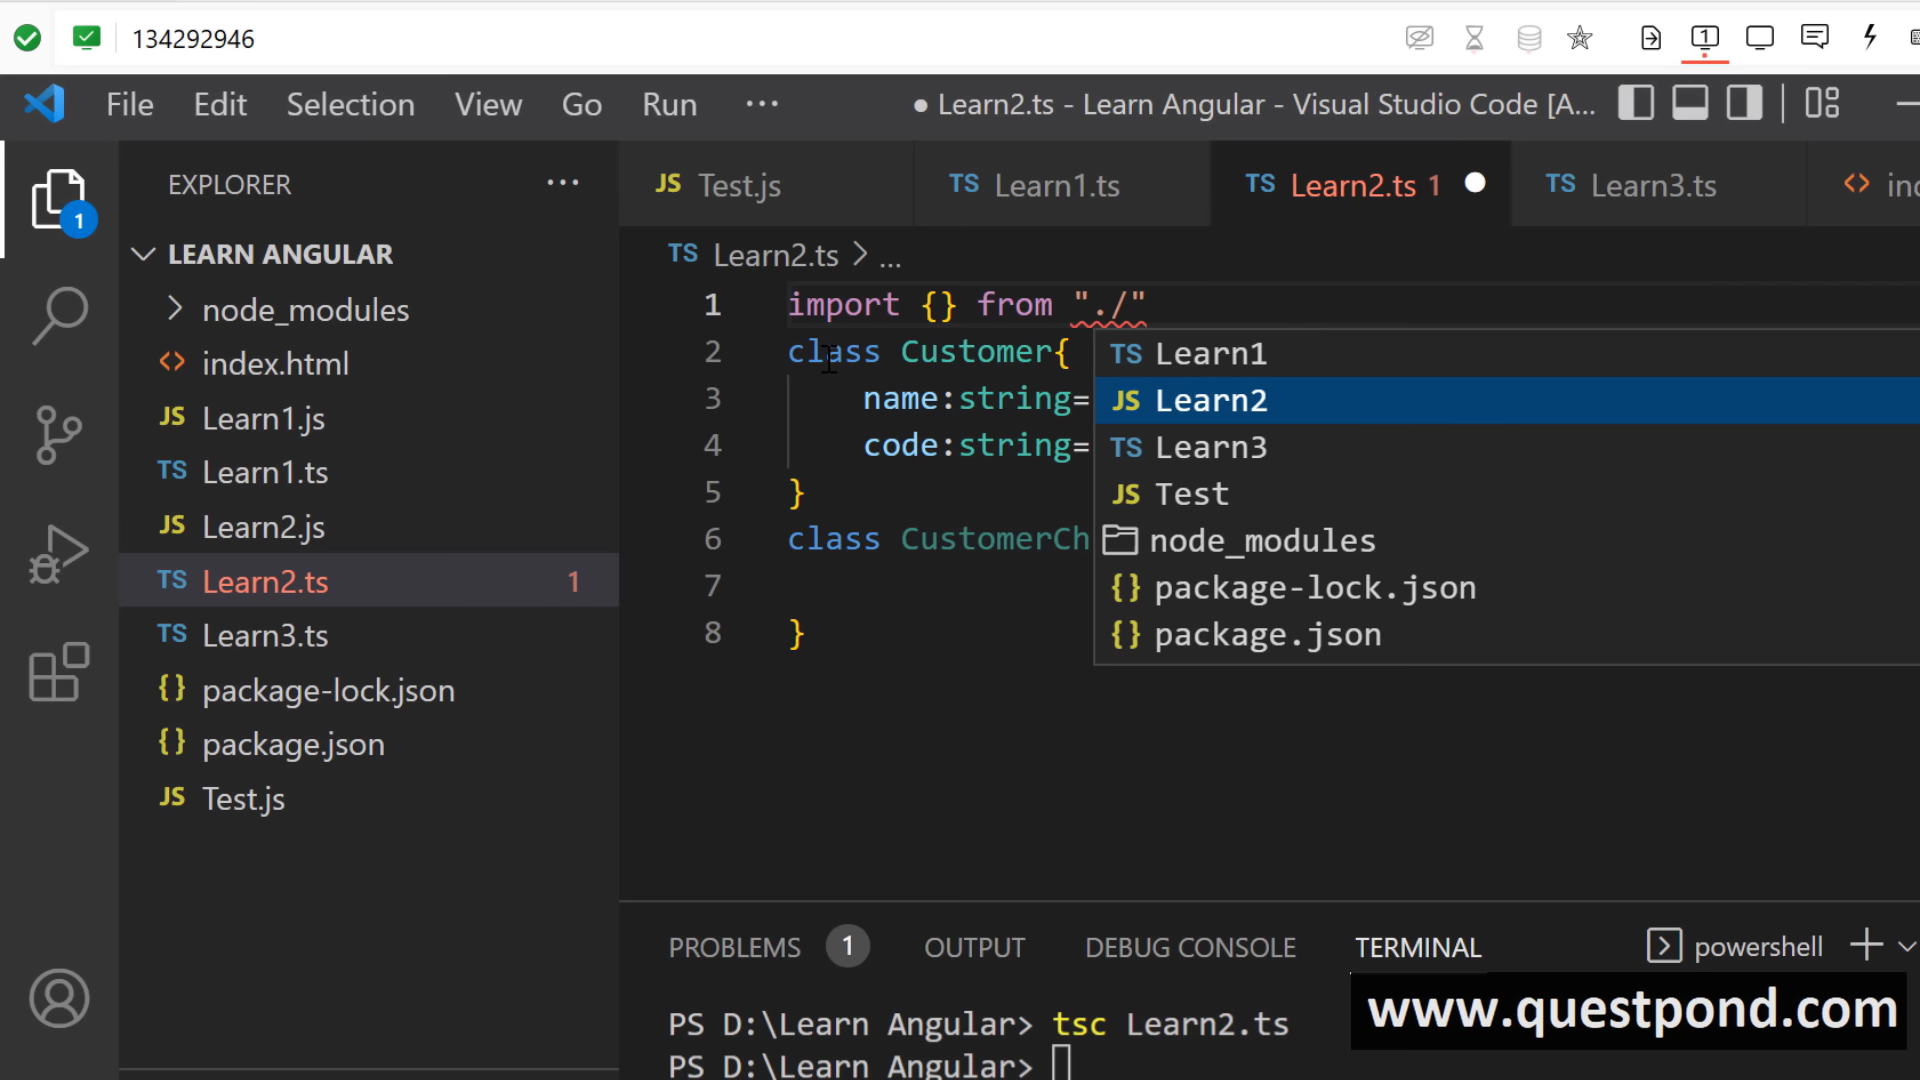 134292946
1
File Edit Selection View Go Run ··· ● Learn2.ts - Learn Angular - Visual Studio Code [A...
1
EXPLORER ···
LEARN ANGULAR
node_modules
<> index.html
JS Learn1.js
TS Learn1.ts
JS Learn2.js
TS Learn2.ts 1
TS Learn3.ts
{} package-lock.json
{} package.json
JS Test.js
JS Test.js TS Learn1.ts TS Learn2.ts 1 ● TS Learn3.ts <> ind
TS Learn2.ts > ...
1 import {} from "./"
2 class Customer{
3 name:string=
4 code:string=
5 }
6 class CustomerCh
7
8 }
TS Learn1
JS Learn2
TS Learn3
JS Test
node_modules
{} package-lock.json
{} package.json
PROBLEMS 1 OUTPUT DEBUG CONSOLE TERMINAL powershell
PS D:\Learn Angular> tsc Learn2.ts
PS D:\Learn Angular>
www.questpond.com